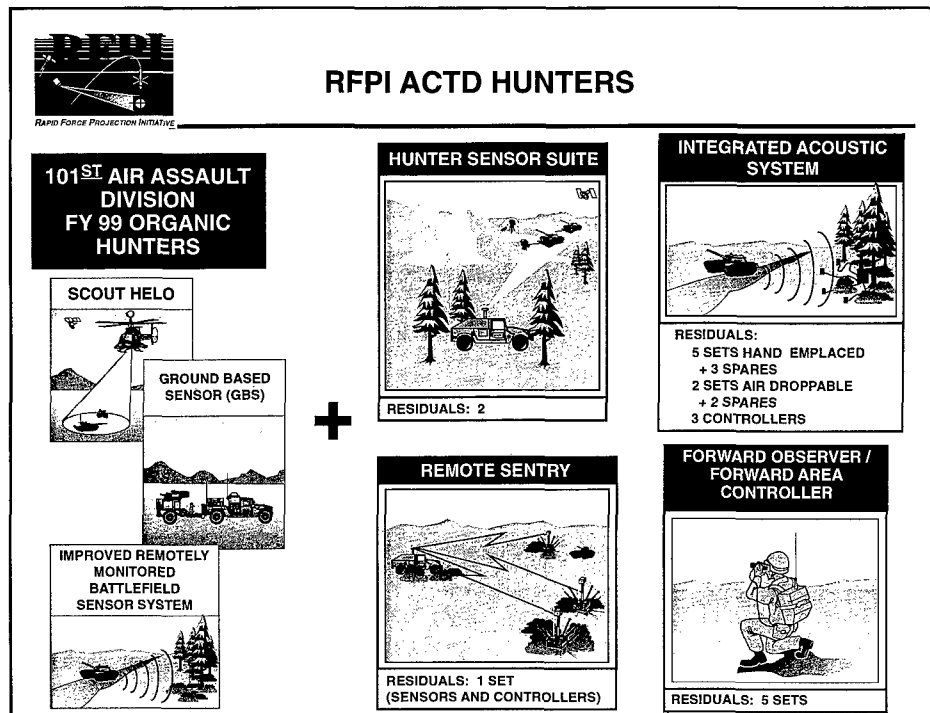 RFPI
RAPID FORCE PROJECTION INITIATIVE
RFPI ACTD HUNTERS
101ST AIR ASSAULT
DIVISION
FY 99 ORGANIC
HUNTERS
SCOUT HELO
GROUND BASED
SENSOR (GBS)
IMPROVED REMOTELY
MONITORED
BATTLEFIELD
SENSOR SYSTEM
+
HUNTER SENSOR SUITE
RESIDUALS: 2
REMOTE SENTRY
RESIDUALS: 1 SET
(SENSORS AND CONTROLLERS)
INTEGRATED ACOUSTIC
SYSTEM
RESIDUALS:
5 SETS HAND EMPLACED
+ 3 SPARES
2 SETS AIR DROPPABLE
+ 2 SPARES
3 CONTROLLERS
FORWARD OBSERVER /
FORWARD AREA
CONTROLLER
RESIDUALS: 5 SETS